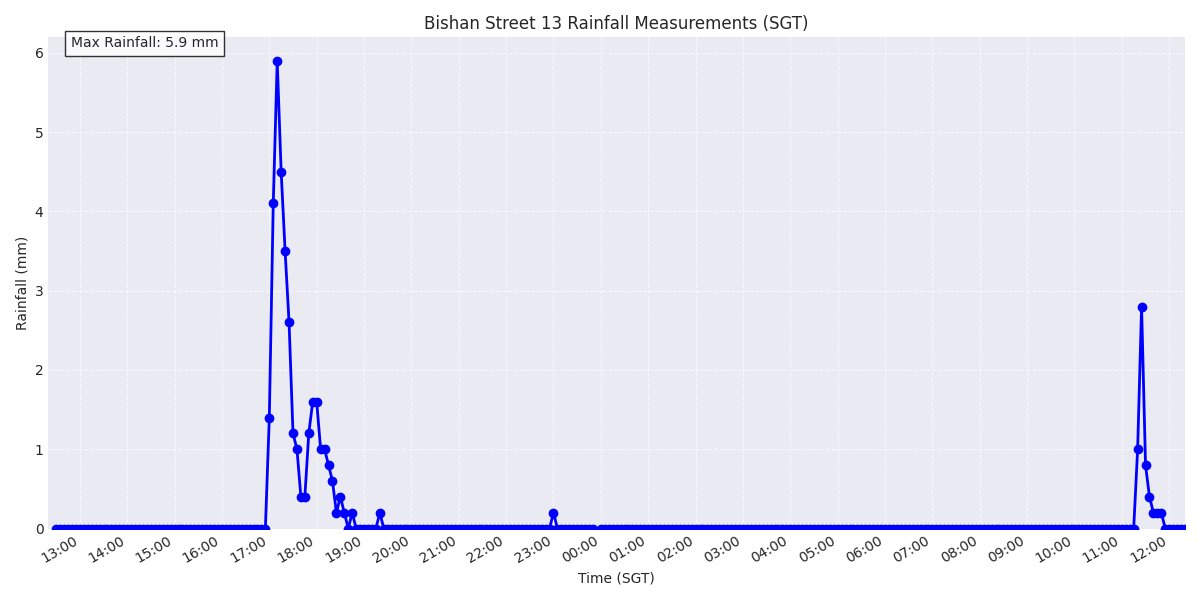 Bishan Street 13 Rainfall Measurements (SGT)
Max Rainfall: 5.9 mm
6
5
4
3
2
1
0
Rainfall (mm)
13:00 14:00 15:00 16:00 17:00 18:00 19:00 20:00 21:00 22:00 23:00 00:00 01:00 02:00 03:00 04:00 05:00 06:00 07:00 08:00 09:00 10:00 11:00 12:00
Time (SGT)